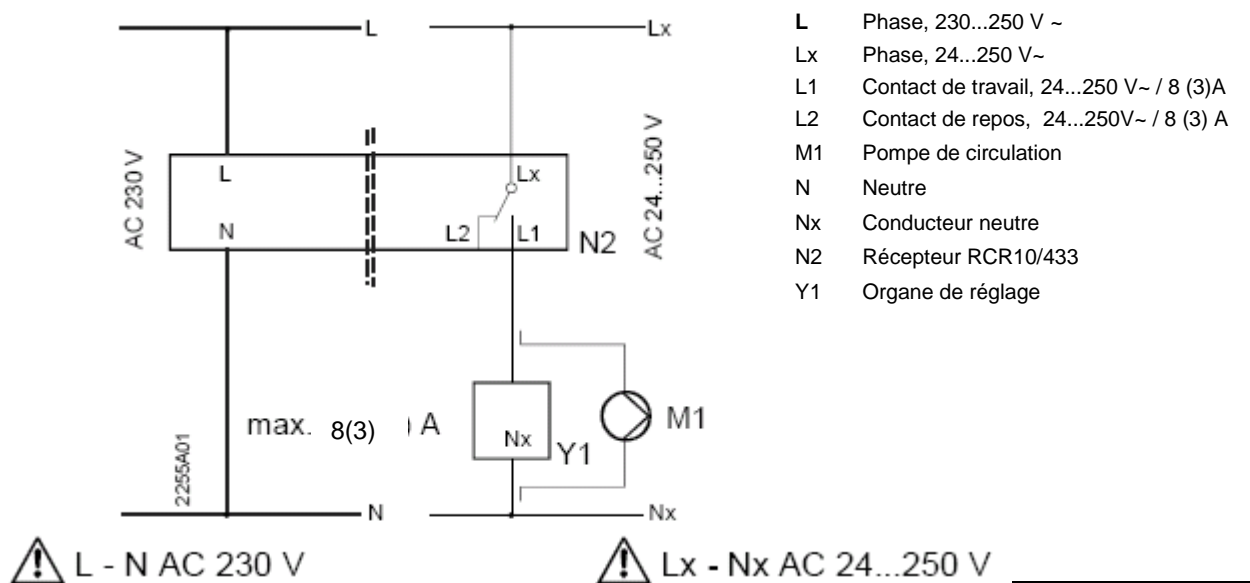 L
Lx
AC 230 V
L
N
Lx
L2
L1
N2
AC 24...250 V
max. 8(3) ) A
Nx
Y1
M1
2255A01
N
Nx
L - N AC 230 V
Lx - Nx AC 24...250 V
L Phase, 230...250 V ~
Lx Phase, 24...250 V~
L1 Contact de travail, 24...250 V~ / 8 (3)A
L2 Contact de repos, 24...250V~ / 8 (3) A
M1 Pompe de circulation
N Neutre
Nx Conducteur neutre
N2 Récepteur RCR10/433
Y1 Organe de réglage